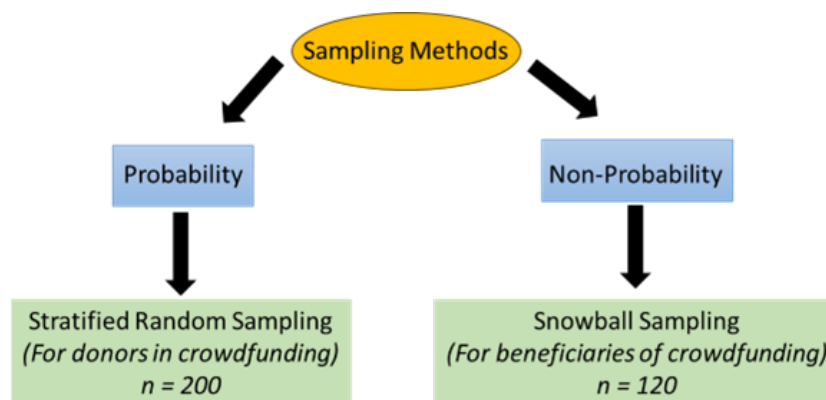 Sampling Methods
Probability
Non-Probability
Stratified Random Sampling
(For donors in crowdfunding)
n = 200
Snowball Sampling
(For beneficiaries of crowdfunding)
n = 120